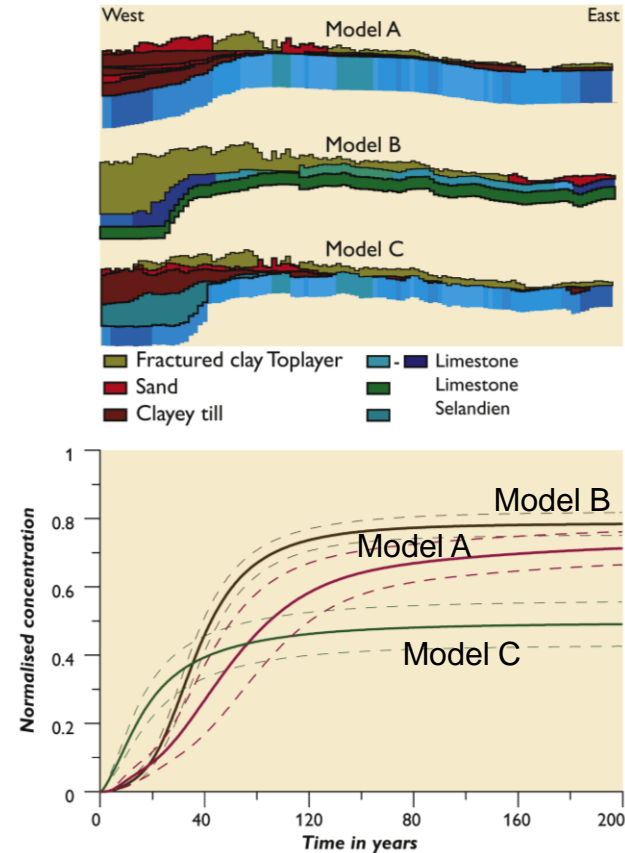 West East
Model A
Model B
Model C
Fractured clay Toplayer
Sand
Clayey till
- Limestone
Limestone
Selandien
1
0.8
0.6
0.4
0.2
0
Normalised concentration
Model B
Model A
Model C
0 40 120 120 160 200
Time in years